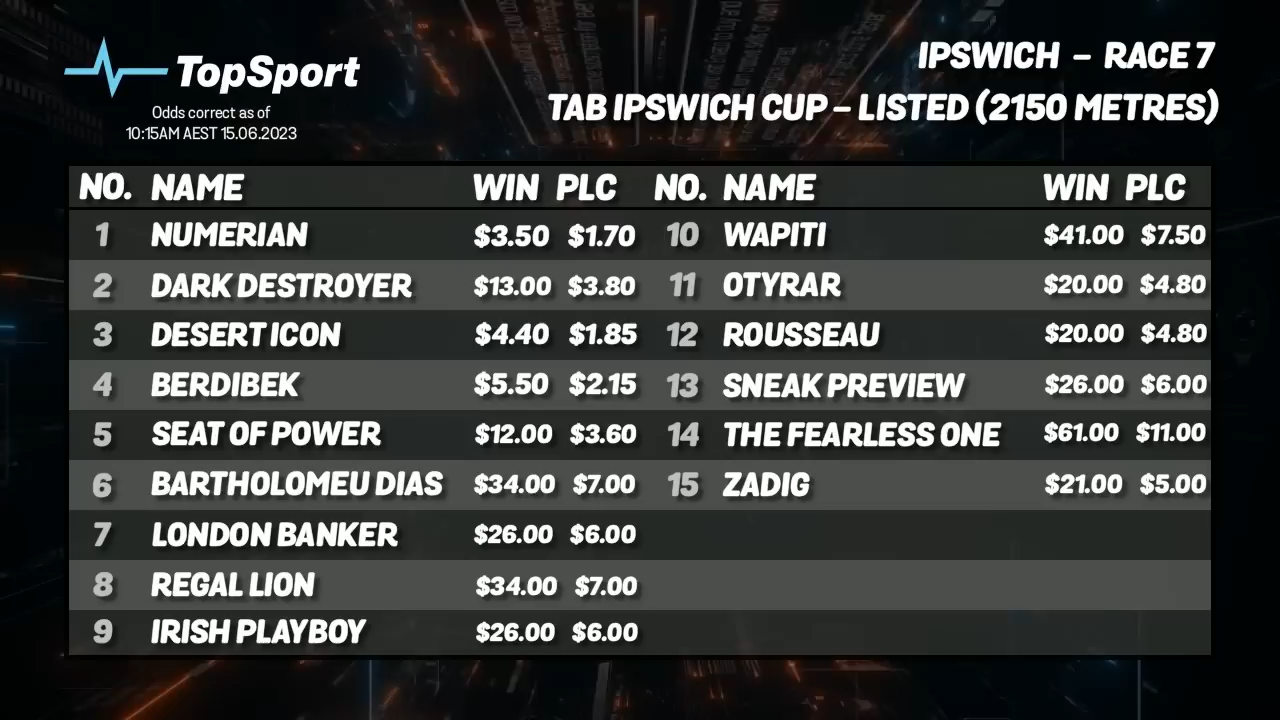 TopSport
Odds correct as of
10:15AM AEST 15.06.2023
IPSWICH – RACE 7
TAB IPSWICH CUP – LISTED (2150 METRES)
NO. NAME WIN PLC NO. NAME WIN PLC
1 NUMERIAN $3.50 $1.70 10 WAPITI $41.00 $7.50
2 DARK DESTROYER $13.00 $3.80 11 OTYRAR $20.00 $4.80
3 DESERT ICON $4.40 $1.85 12 ROUSSEAU $20.00 $4.80
4 BERDIBEK $5.50 $2.15 13 SNEAK PREVIEW $26.00 $6.00
5 SEAT OF POWER $12.00 $3.60 14 THE FEARLESS ONE $61.00 $11.00
6 BARTHOLOMEU DIAS $34.00 $7.00 15 ZADIG $21.00 $5.00
7 LONDON BANKER $26.00 $6.00
8 REGAL LION $34.00 $7.00
9 IRISH PLAYBOY $26.00 $6.00